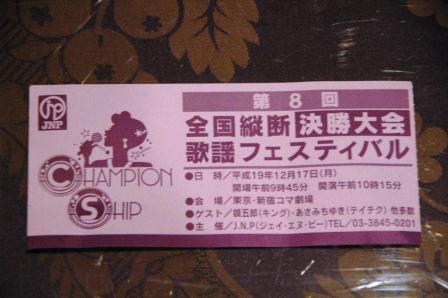 JNP
CHAMPION
SHIP
第8回
全国縦断 決勝大会
歌謡フェスティバル
●日 時／平成19年12月17日(月)
開場午前9時45分 開演午前10時15分
●会 場／東京・新宿コマ劇場
●ゲスト／鏡五郎(キング)・あさみちゆき(テイチク) 他多数
●主 催／J.N.P(ジェイ・エヌ・ピー)TEL／03-3845-0201